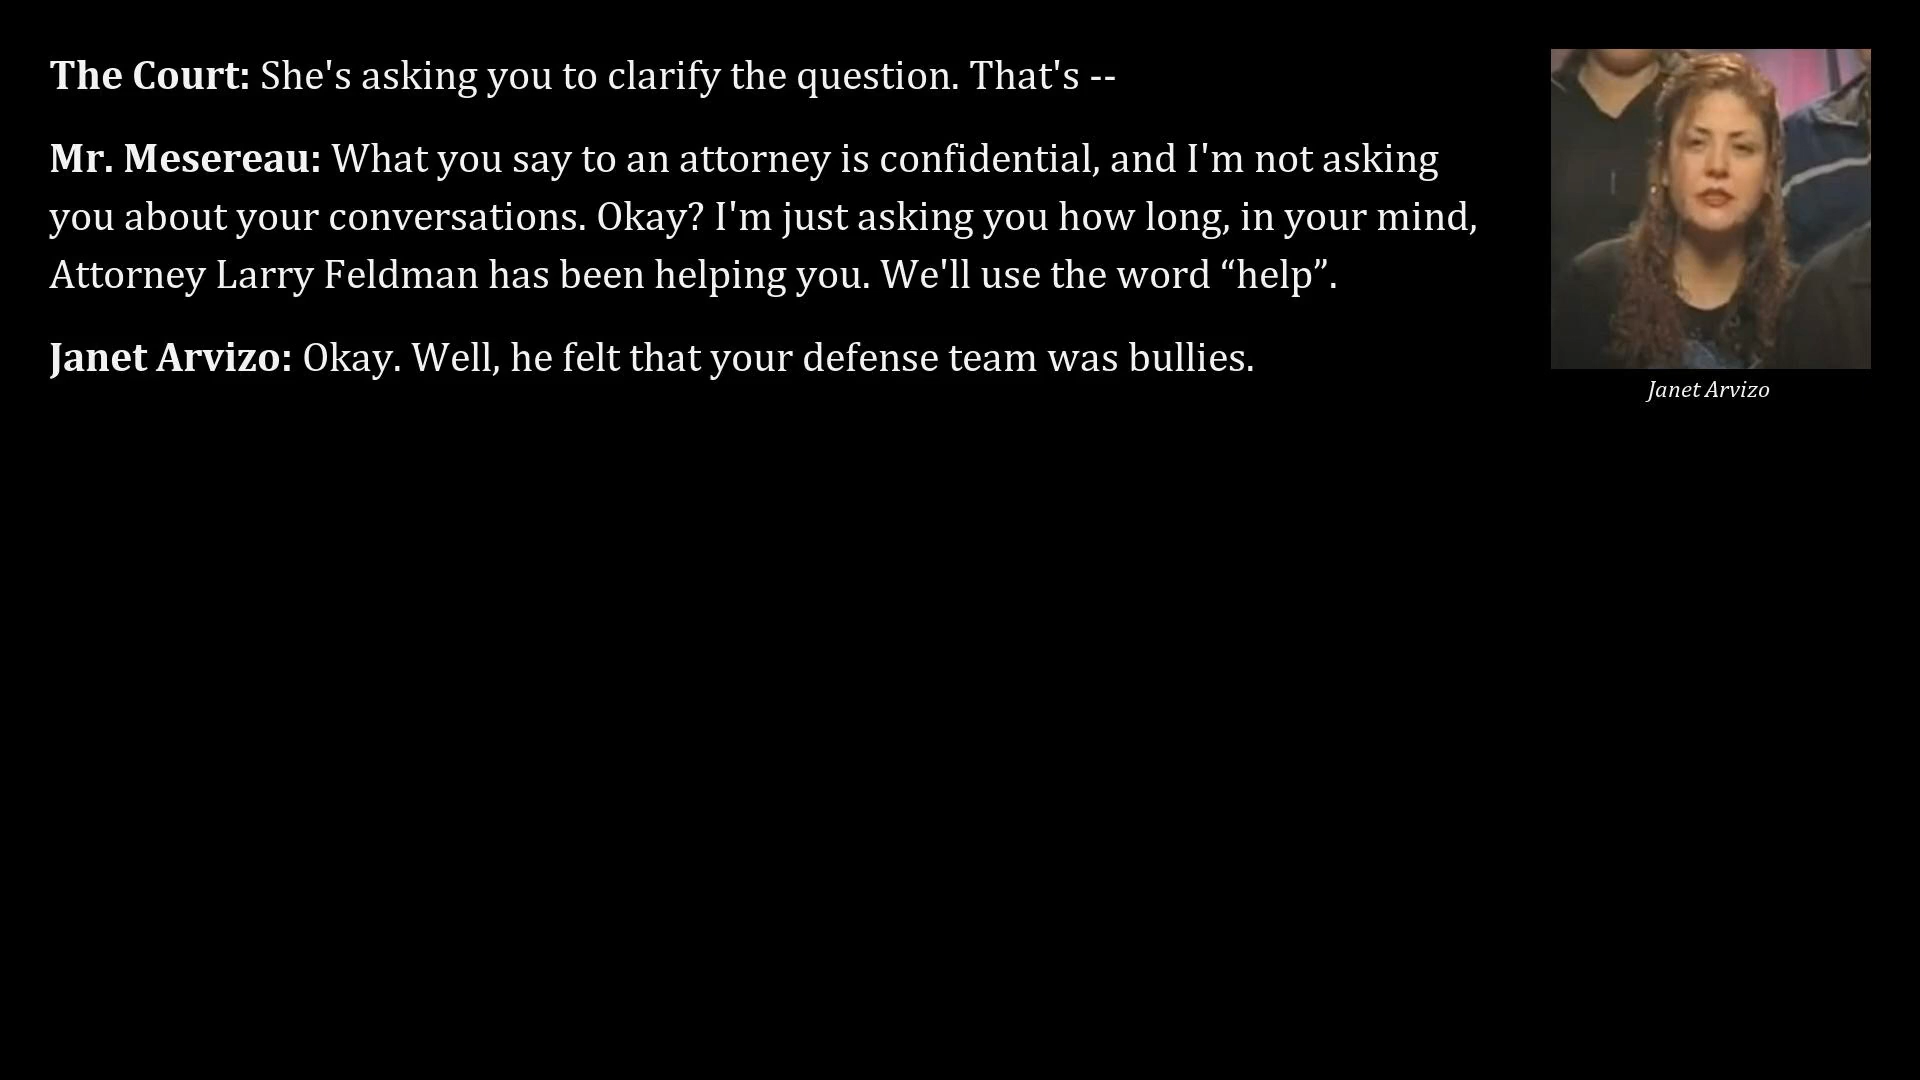 The Court: She's asking you to clarify the question. That's --
Mr. Mesereau: What you say to an attorney is confidential, and I'm not asking
you about your conversations. Okay? I'm just asking you how long, in your mind,
Attorney Larry Feldman has been helping you. We'll use the word “help”.
Janet Arvizo: Okay. Well, he felt that your defense team was bullies.
Janet Arvizo